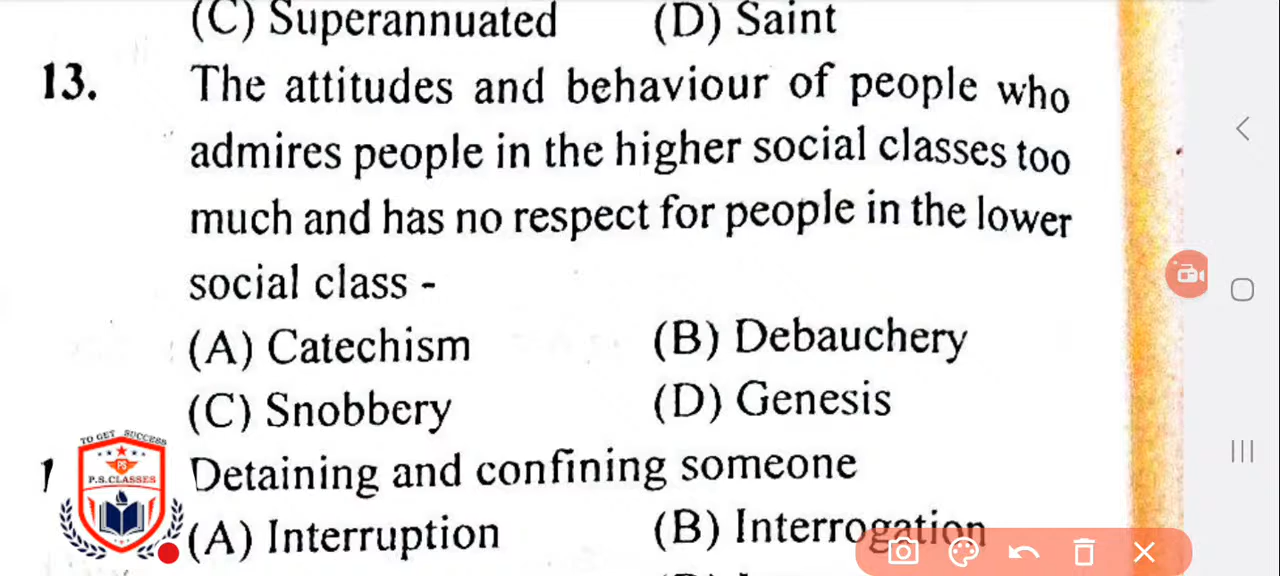 (C) Superannuated (D) Saint
13. The attitudes and behaviour of people who
admires people in the higher social classes too
much and has no respect for people in the lower
social class -
(A) Catechism (B) Debauchery
(C) Snobbery (D) Genesis
TO GET SUCCESS
PS
P.S.CLASSES
1 Detaining and confining someone
(A) Interruption (B) Interrogation